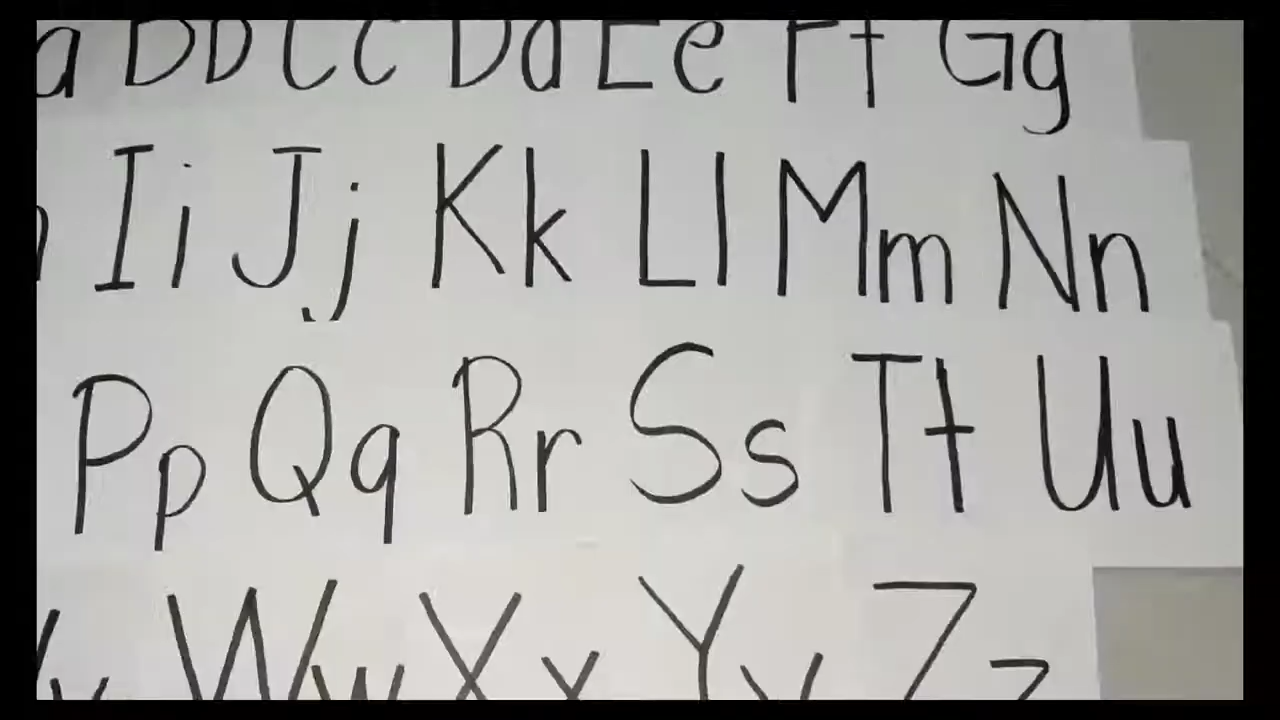 a Bb Cc Dd Ee Ff Gg
Ii Jj Kk Ll Mm Nn
Pp Qq Rr Ss Tt Uu
Ww Xx Yy Zz